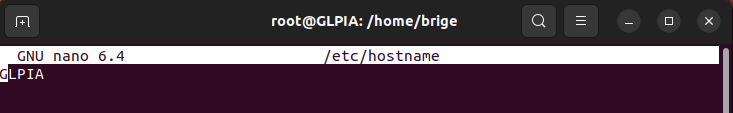 root@GLPIA: /home/brige
GNU nano 6.4 /etc/hostname
GLPIA